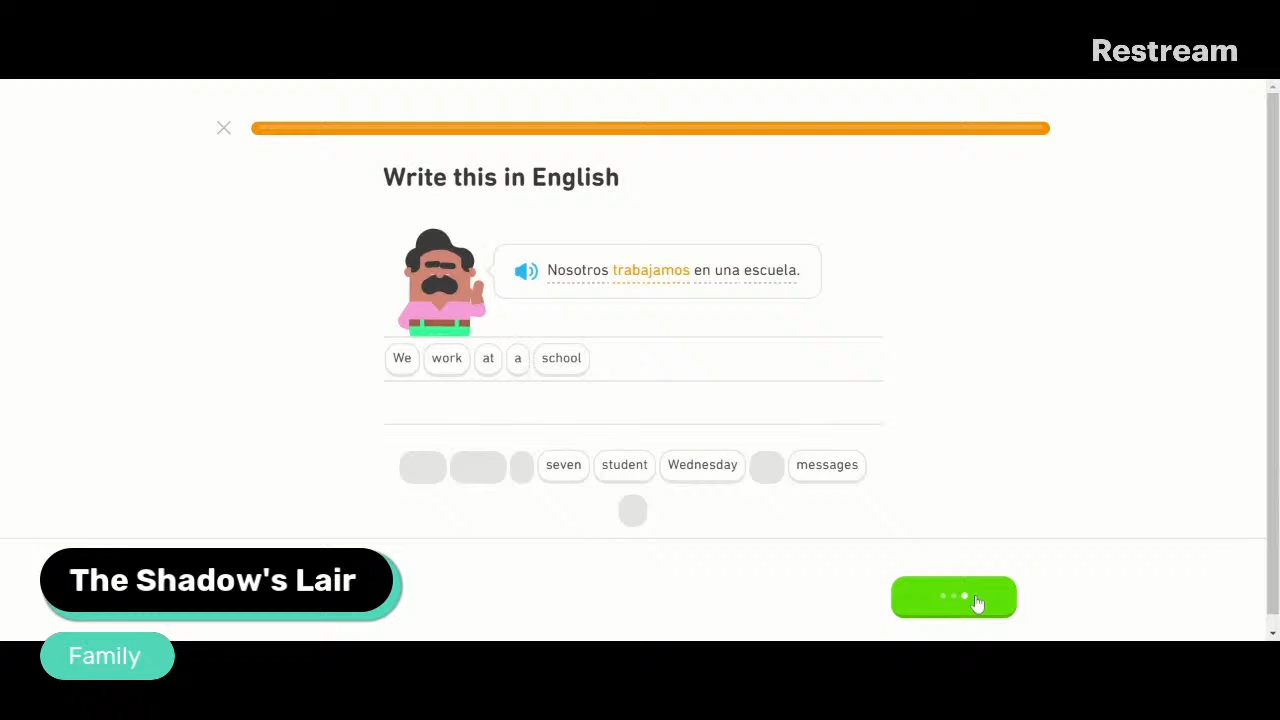 Restream
Write this in English
Nosotros trabajamos en una escuela.
We work at a school
seven student Wednesday messages
The Shadow's Lair
Family